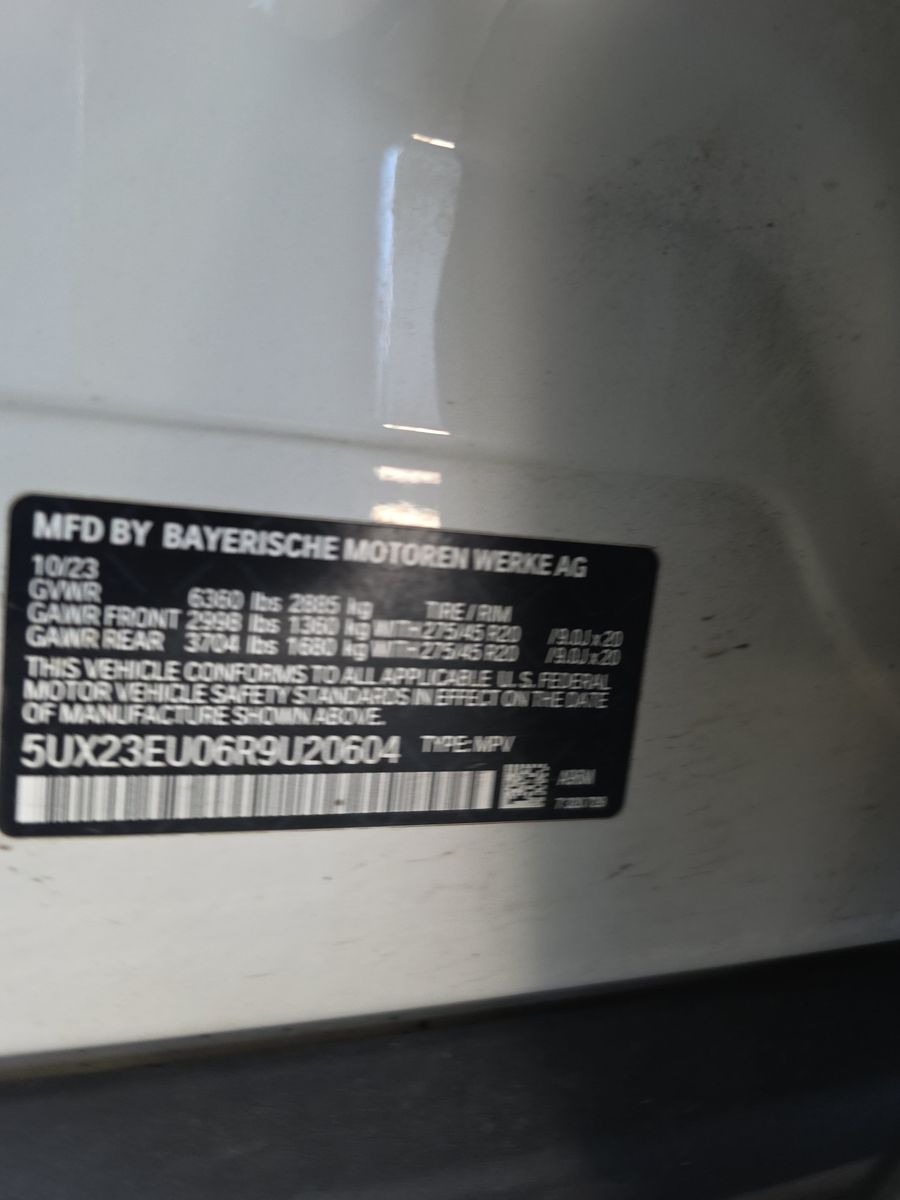 MFD BY BAYERISCHE MOTOREN WERKE AG
10/23
GVWR 6360 lbs 2885 kg TIRE / RIM
GAWR FRONT 2998 lbs 1360 kg WITH 275/45 R20 //9.0J x 20
GAWR REAR 3704 lbs 1680 kg WITH 275/45 R20 //9.0J x 20
THIS VEHICLE CONFORMS TO ALL APPLICABLE U.S. FEDERAL
MOTOR VEHICLE SAFETY STANDARDS IN EFFECT ON THE DATE
OF MANUFACTURE SHOWN ABOVE.
5UX23EU06R9U20604 TYPE: MPV